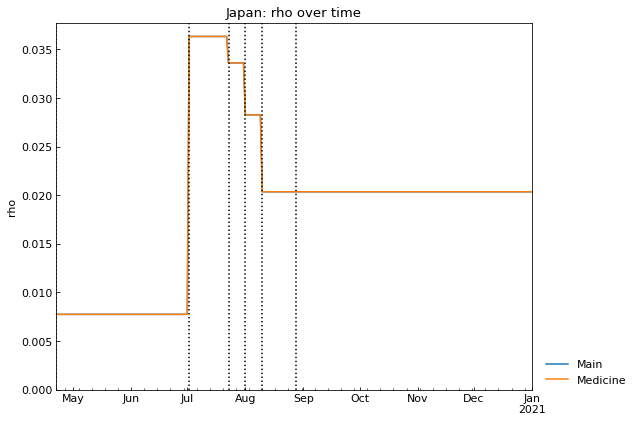 Japan: rho over time
0.035
0.030
0.025
0.020
0.015
0.010
0.005
0.000
rho
May Jun Jul Aug Sep Oct Nov Dec Jan
2021
Main
Medicine